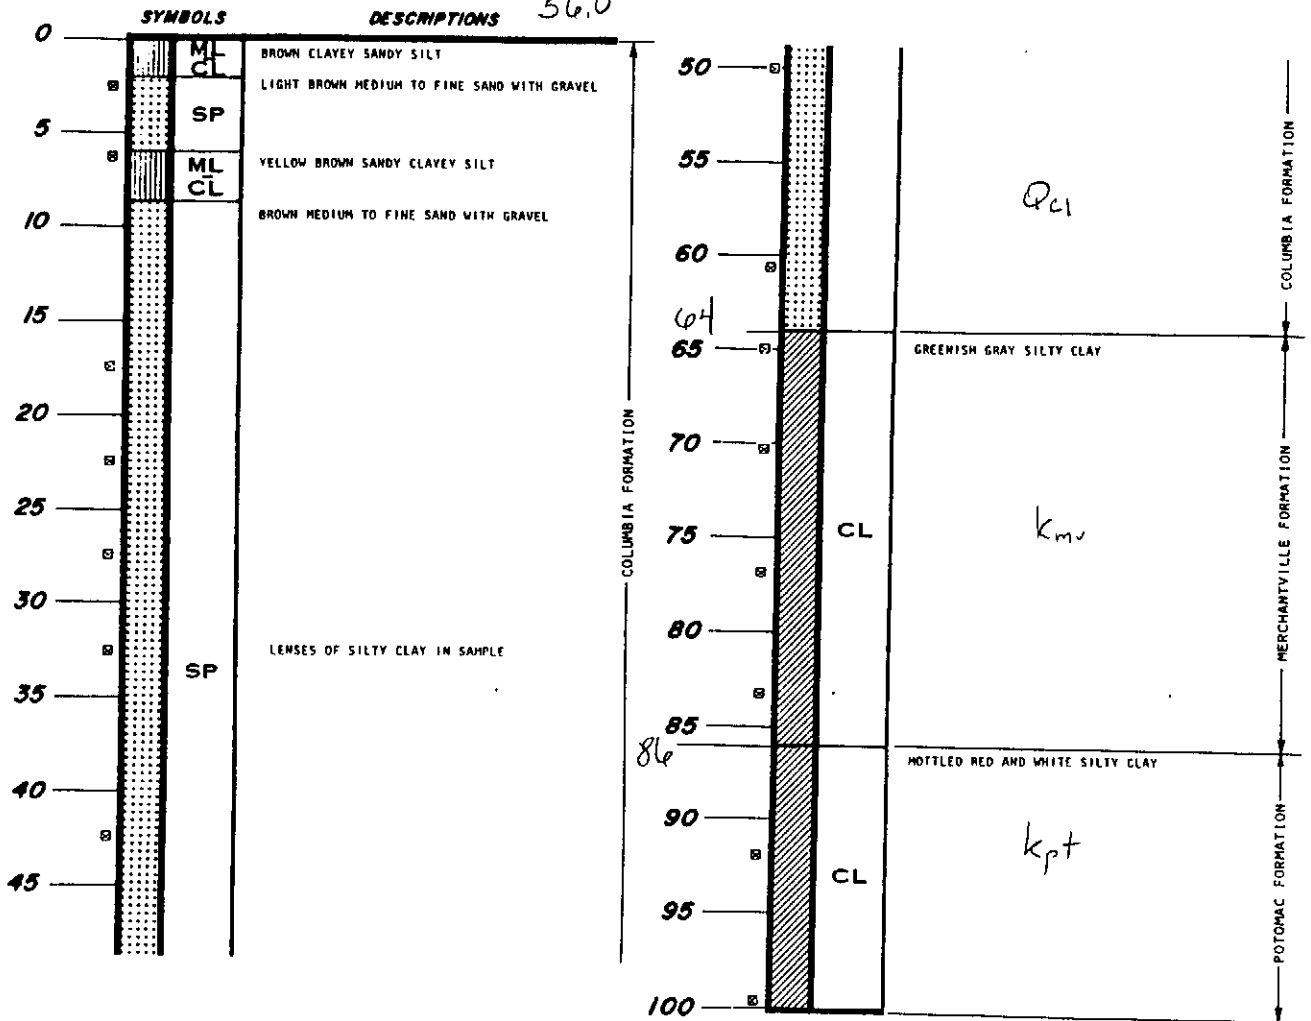 56.0
SYMBOLS DESCRIPTIONS
0
ML CL BROWN CLAYEY SANDY SILT
LIGHT BROWN MEDIUM TO FINE SAND WITH GRAVEL
SP
5
ML CL YELLOW BROWN SANDY CLAYEY SILT
BROWN MEDIUM TO FINE SAND WITH GRAVEL
10
15
20
25
30
LENSES OF SILTY CLAY IN SAMPLE
SP
35
40
45
COLUMBIA FORMATION
50
55
Qcl
60
COLUMBIA FORMATION
64
65 GREENISH GRAY SILTY CLAY
70
75 CL kmv
80
85
MERCHANTVILLE FORMATION
86
MOTTLED RED AND WHITE SILTY CLAY
90
kpt
CL
95
100
POTOMAC FORMATION